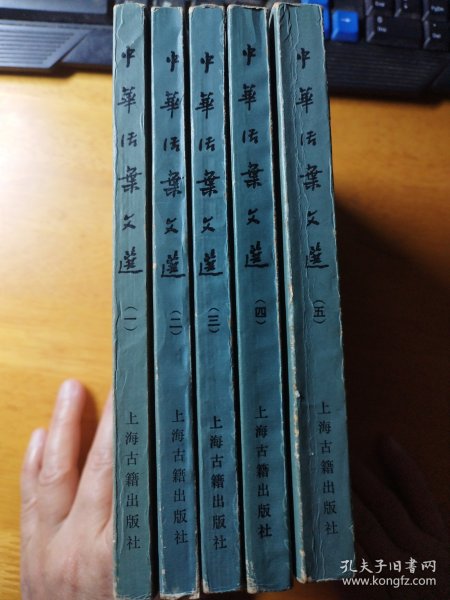 中華活葉文選
(一)
上海古籍出版社
中華活葉文選
(二)
上海古籍出版社
中華活葉文選
(三)
上海古籍出版社
中華活葉文選
(四)
上海古籍出版社
中華活葉文選
(五)
上海古籍出版社
孔夫子旧书网
www.kongfz.com